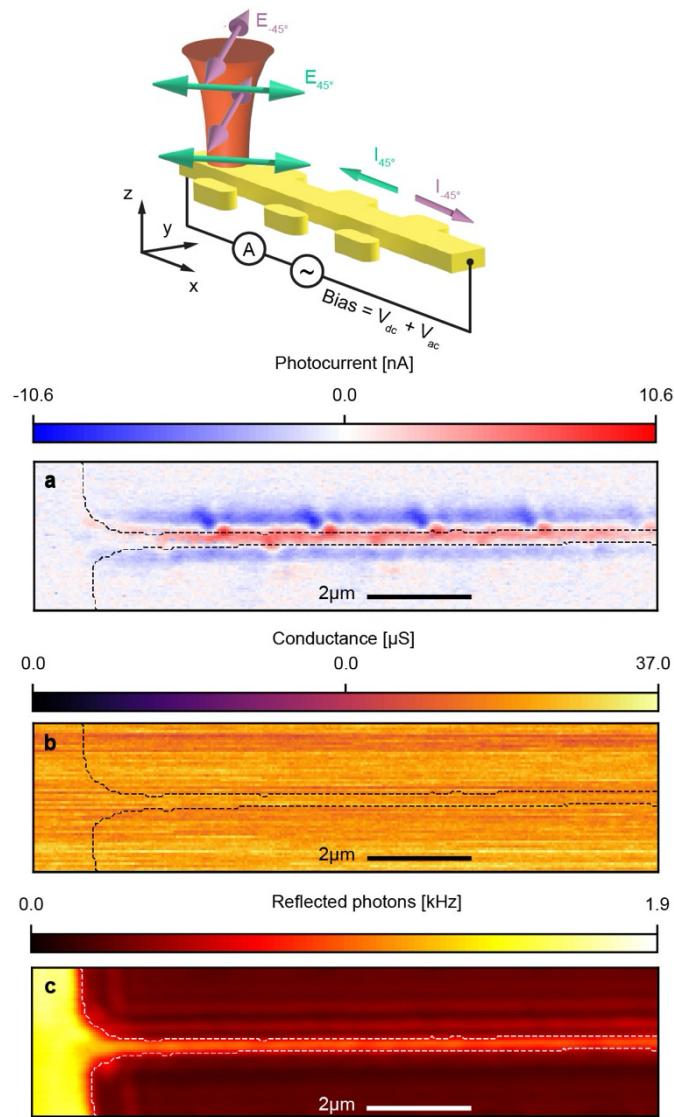 E-45°
E45°
I45°
I-45°
z
y
x
A
~
Bias = Vdc + Vac
Photocurrent [nA]
-10.6 0.0 10.6
a
2µm
Conductance [µS]
0.0 0.0 37.0
b
2µm
Reflected photons [kHz]
0.0 1.9
c
2µm